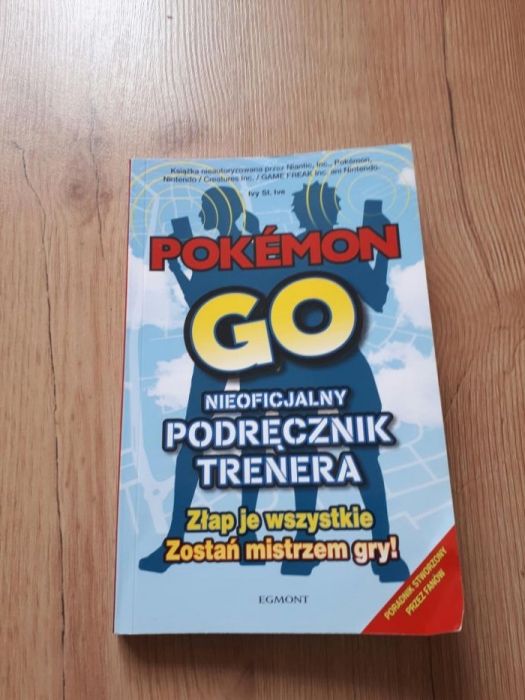 Książka nieautoryzowana przez Niantic, Inc., Pokémon,
Nintendo / Creatures Inc. / GAME FREAK Inc. ani Nintendo.
Ivy St. Ive
POKÉMON
GO
NIEOFICJALNY
PODRĘCZNIK
TRENERA
Złap je wszystkie
Zostań mistrzem gry!
PORADNIK STWORZONY
PRZEZ FANÓW
EGMONT